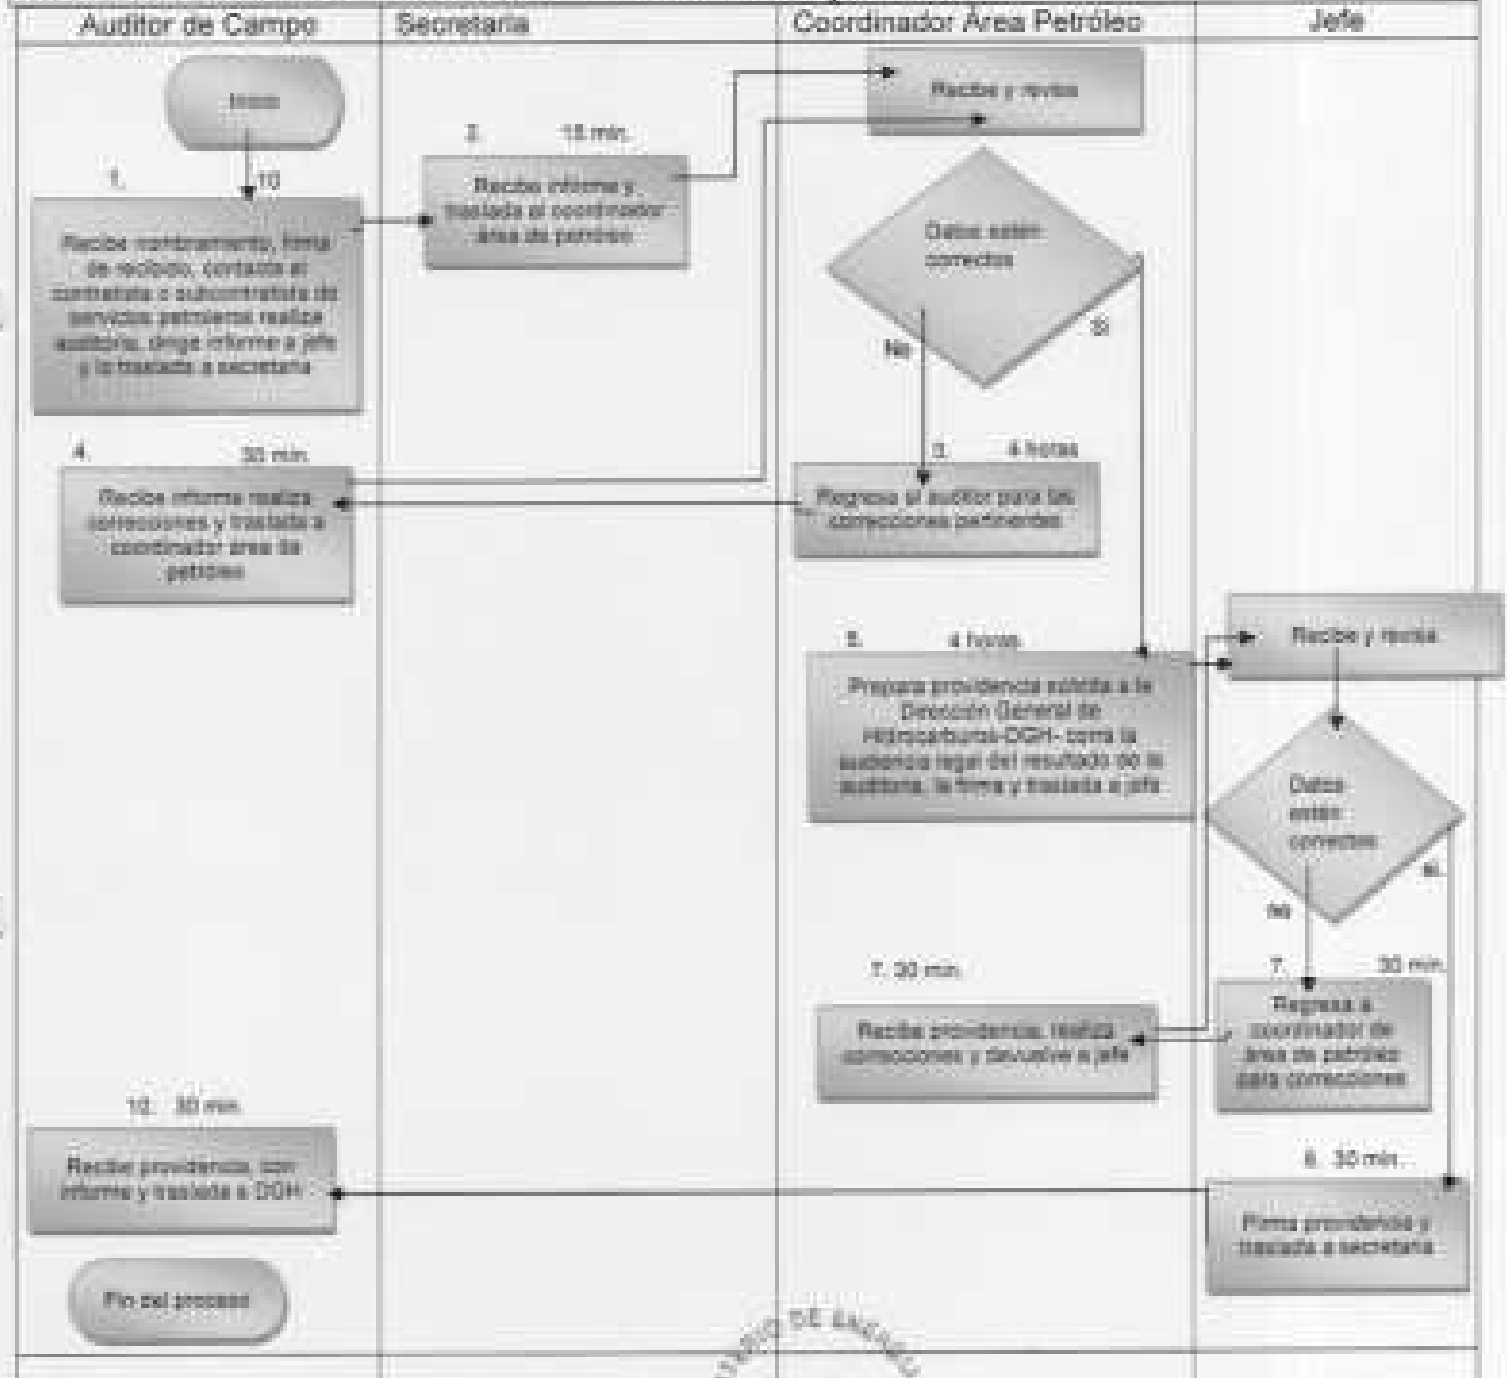 Auditor de Campo
Secretaria
Coordinador Área Petróleo
Jefe
Inicio
1.
10
Recibe nombramiento, firma
de recibido, contacta al
contratista o subcontratista de
servicios petroleros realiza
auditoria, dirige informe a jefe
y lo traslada a secretaria
2. 15 min.
Recibe informe y
traslada al coordinador
área de petróleo
Recibe y revisa
Datos estén
correctos
No
Si
3. 4 horas
Regresa al auditor para las
correcciones pertinentes
4. 30 min.
Recibe informe realiza
correcciones y traslada a
coordinador área de
petróleo
5. 4 horas
Prepara providencia solicita a la
Dirección General de
Hidrocarburos-DGH- corra la
audiencia legal del resultado de la
auditoria, la firma y traslada a jefe
Recibe y revisa
Datos
estén
correctos
no
si.
7. 30 min.
Regresa a
coordinador de
área de petróleo
para correcciones
7. 30 min.
Recibe providencia, realiza
correcciones y devuelve a jefe
30 min.
Firma providencia y
traslada a secretaria
10. 30 min.
Recibe providencia, con
informe y traslada a DGH
Fin del proceso
DE ENERG